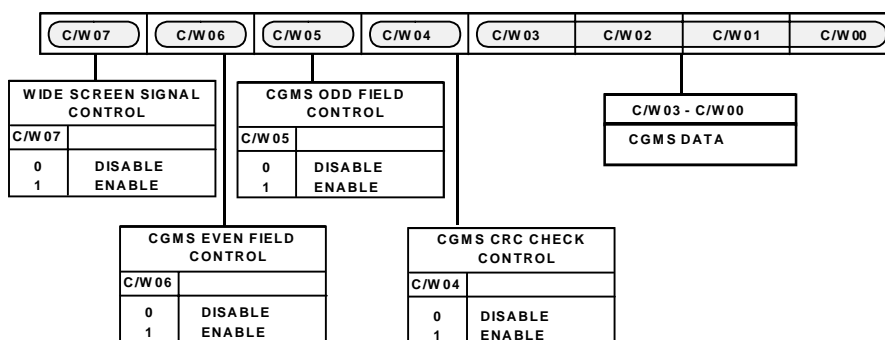 C/W07 C/W06 C/W05 C/W04 C/W03 C/W02 C/W01 C/W00
WIDE SCREEN SIGNAL
CONTROL
C/W07
0 DISABLE
1 ENABLE
CGMS ODD FIELD
CONTROL
C/W05
0 DISABLE
1 ENABLE
C/W03 - C/W00
CGMS DATA
CGMS EVEN FIELD
CONTROL
C/W06
0 DISABLE
1 ENABLE
CGMS CRC CHECK
CONTROL
C/W04
0 DISABLE
1 ENABLE